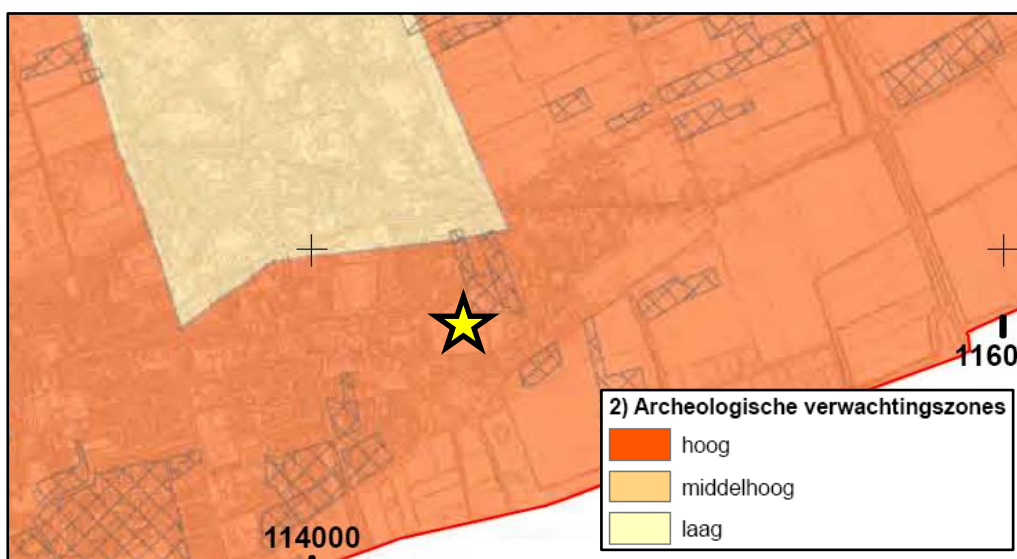 1160
2) Archeologische verwachtingszones
hoog
middelhoog
laag
114000